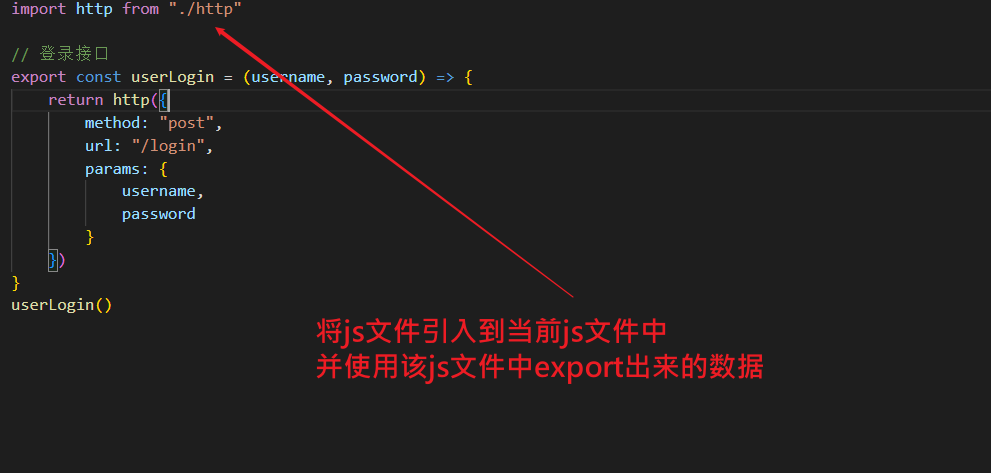 import http from "./http"
// 登录接口
export const userLogin = (username, password) => {
return http({
method: "post",
url: "/login",
params: {
username,
password
}
})
}
userLogin()
将js文件引入到当前js文件中
并使用该js文件中export出来的数据